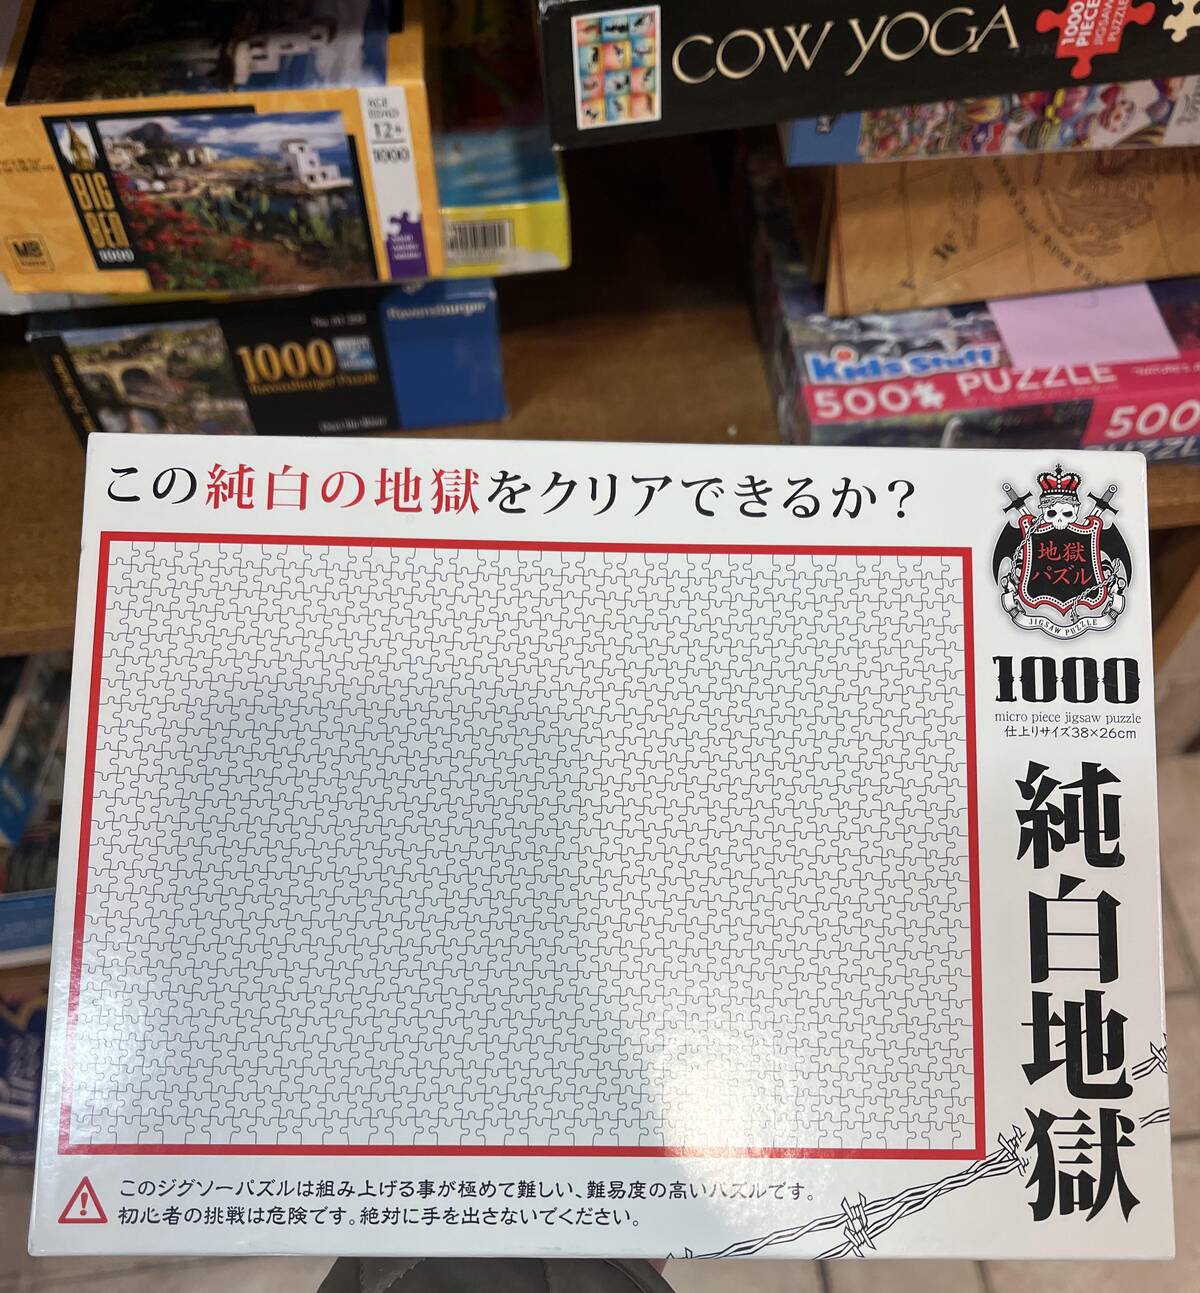 COW YOGA
1000
PIECE
JIGSAW
PUZZLE
12+
1000
BIG
BEN
1000
MB
Ravensburger
1000
Ravensburger Puzzle
Kids Stuff
500 PUZZLE
500
この純白の地獄をクリアできるか？
地獄
パズル
JIGSAW PUZZLE
1000
micro piece jigsaw puzzle
仕上りサイズ38×26cm
純白地獄
このジグソーパズルは組み上げる事が極めて難しい、難易度の高いパズルです。
初心者の挑戦は危険です。絶対に手を出さないでください。